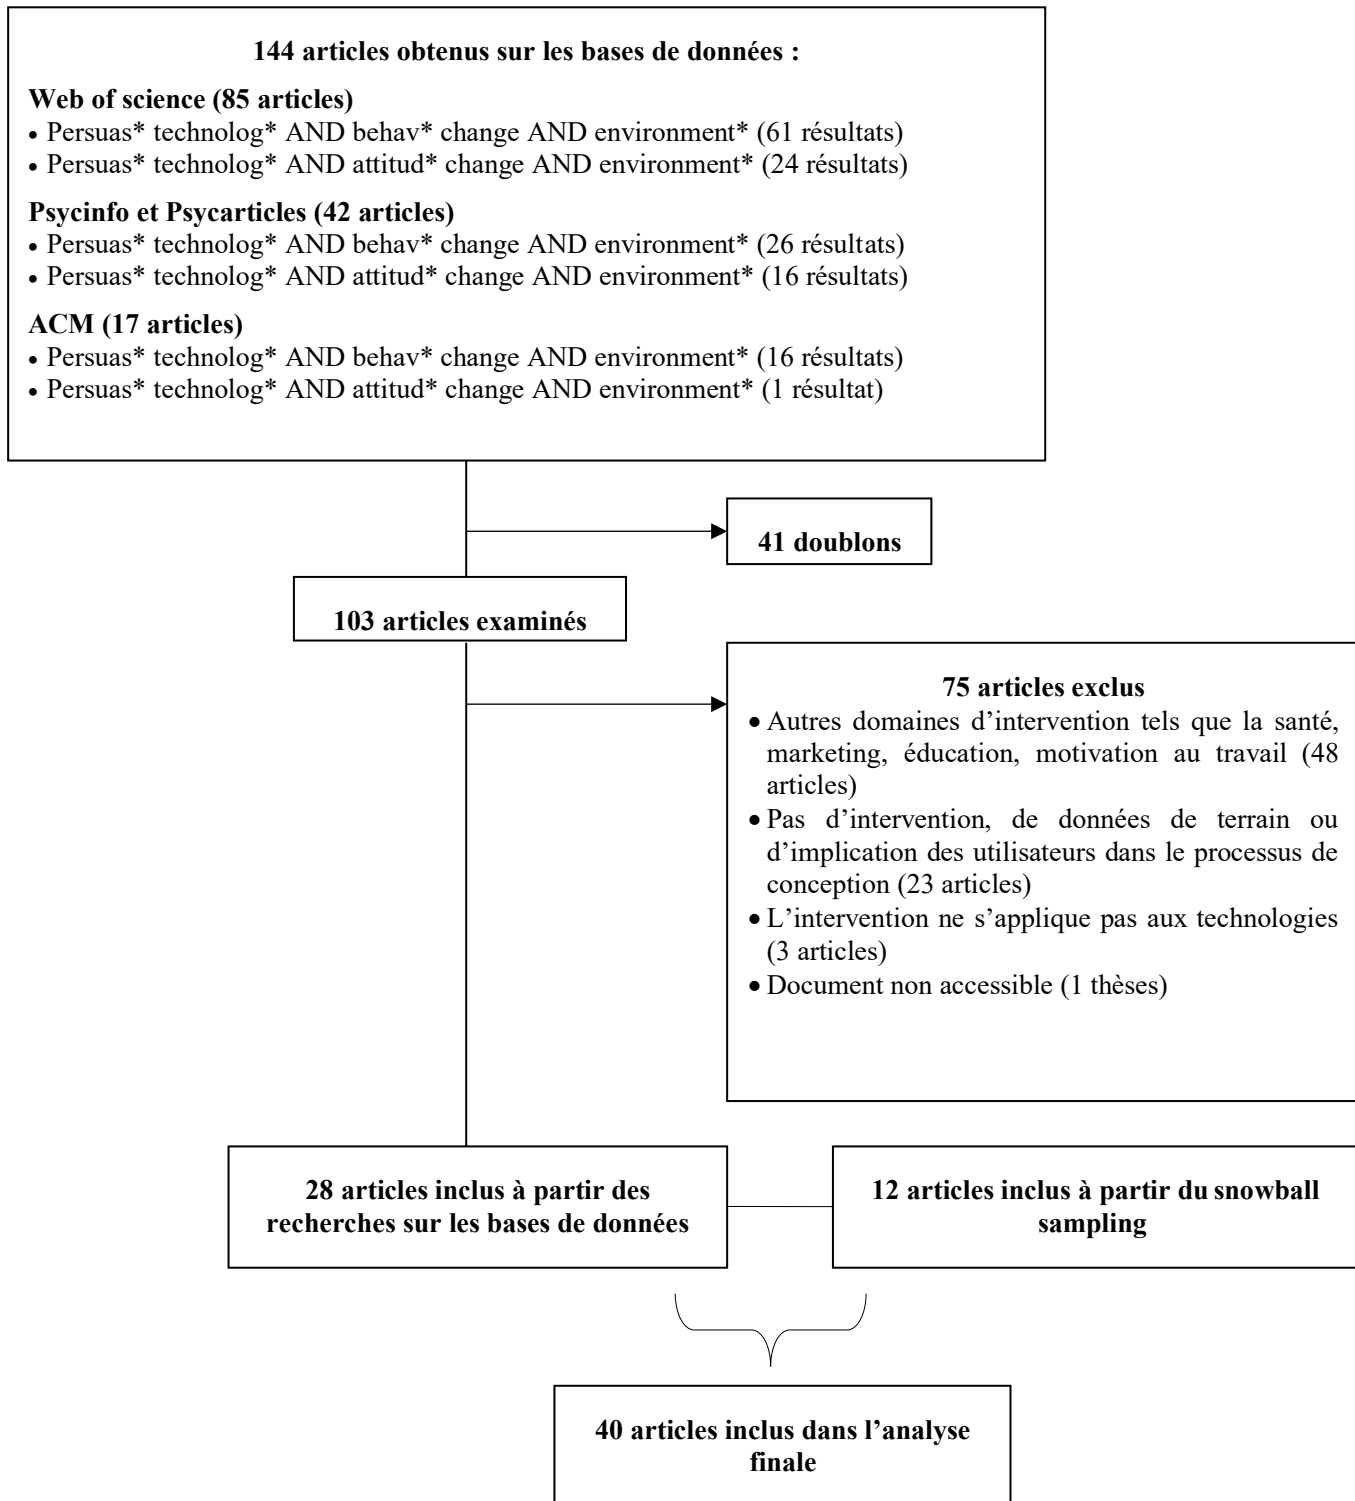 144 articles obtenus sur les bases de données :
Web of science (85 articles)
• Persuas* technolog* AND behav* change AND environment* (61 résultats)
• Persuas* technolog* AND attitud* change AND environment* (24 résultats)
Psycinfo et Psycarticles (42 articles)
• Persuas* technolog* AND behav* change AND environment* (26 résultats)
• Persuas* technolog* AND attitud* change AND environment* (16 résultats)
ACM (17 articles)
• Persuas* technolog* AND behav* change AND environment* (16 résultats)
• Persuas* technolog* AND attitud* change AND environment* (1 résultat)
41 doublons
103 articles examinés
75 articles exclus
• Autres domaines d’intervention tels que la santé,
marketing, éducation, motivation au travail (48
articles)
• Pas d’intervention, de données de terrain ou
d’implication des utilisateurs dans le processus de
conception (23 articles)
• L’intervention ne s’applique pas aux technologies
(3 articles)
• Document non accessible (1 thèses)
28 articles inclus à partir des
recherches sur les bases de données
12 articles inclus à partir du snowball
sampling
40 articles inclus dans l’analyse
finale